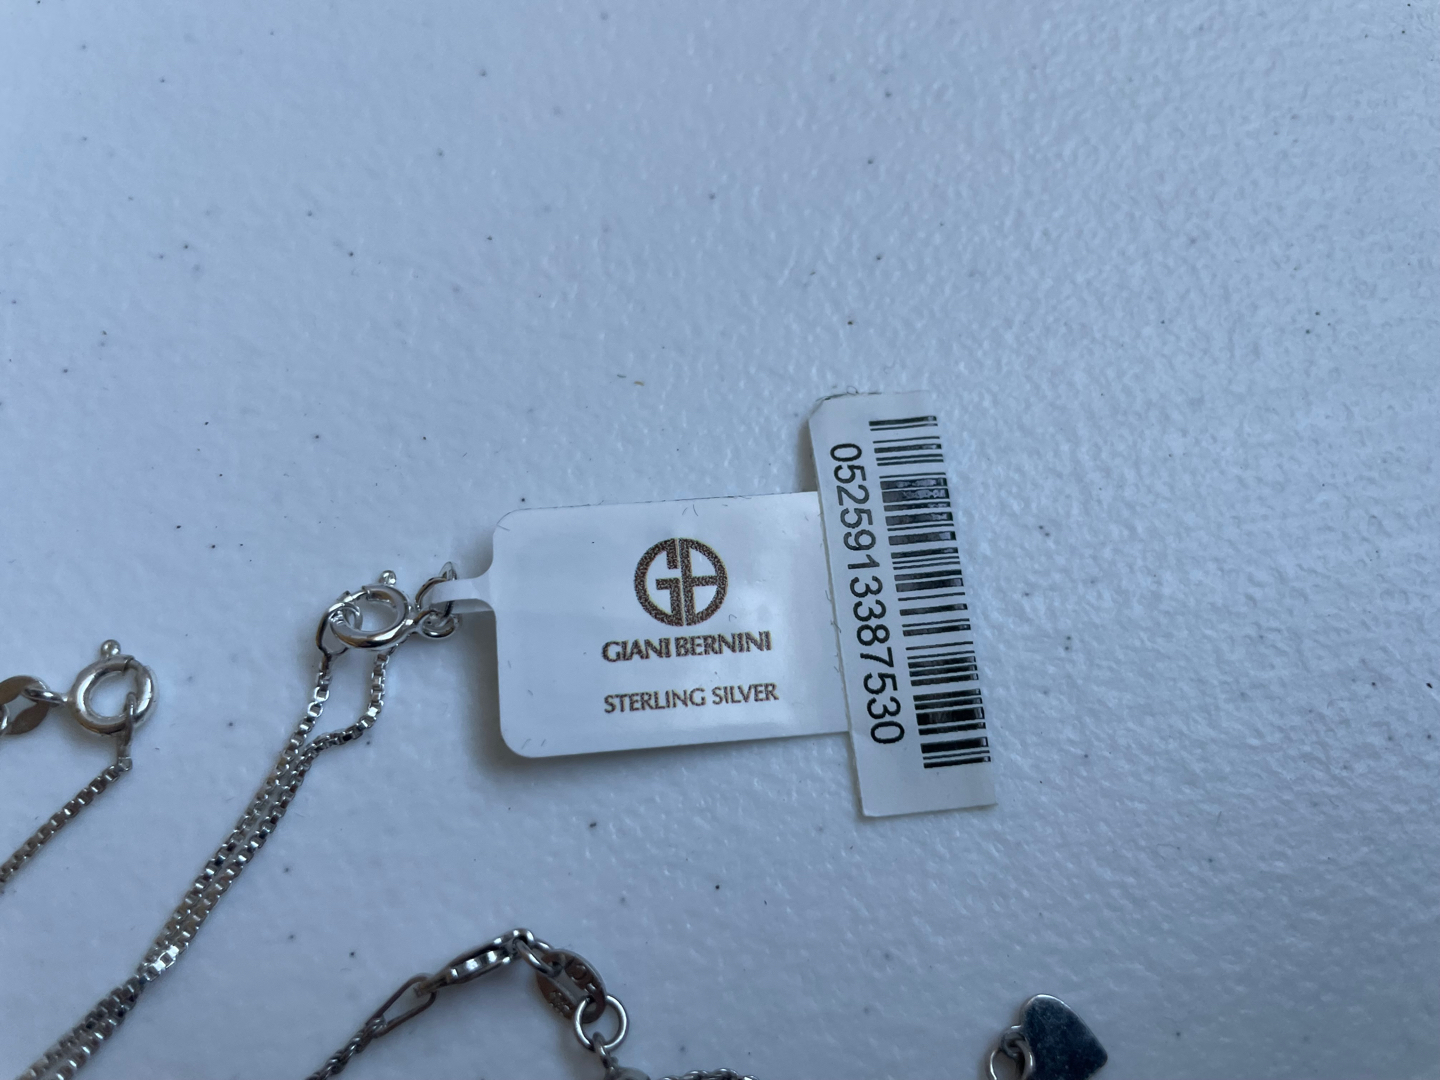 GB
GIANI BERNINI
STERLING SILVER
0525913387530